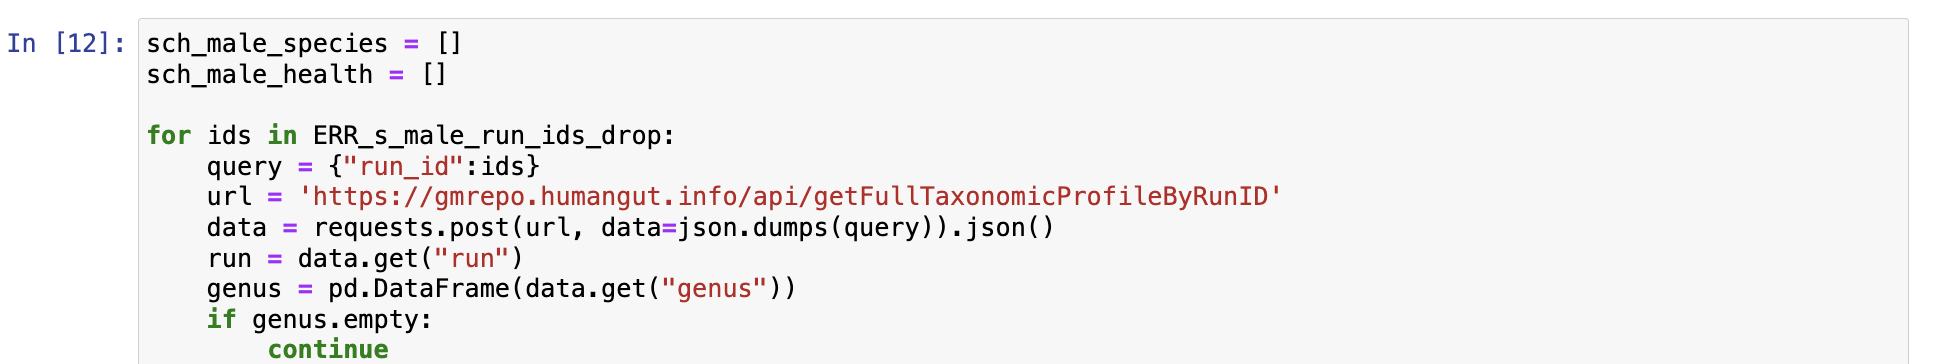 In [12]: sch_male_species = []
sch_male_health = []
for ids in ERR_s_male_run_ids_drop:
    query = {"run_id":ids}
    url = 'https://gmrepo.humangut.info/api/getFullTaxonomicProfileByRunID'
    data = requests.post(url, data=json.dumps(query)).json()
    run = data.get("run")
    genus = pd.DataFrame(data.get("genus"))
    if genus.empty:
        continue